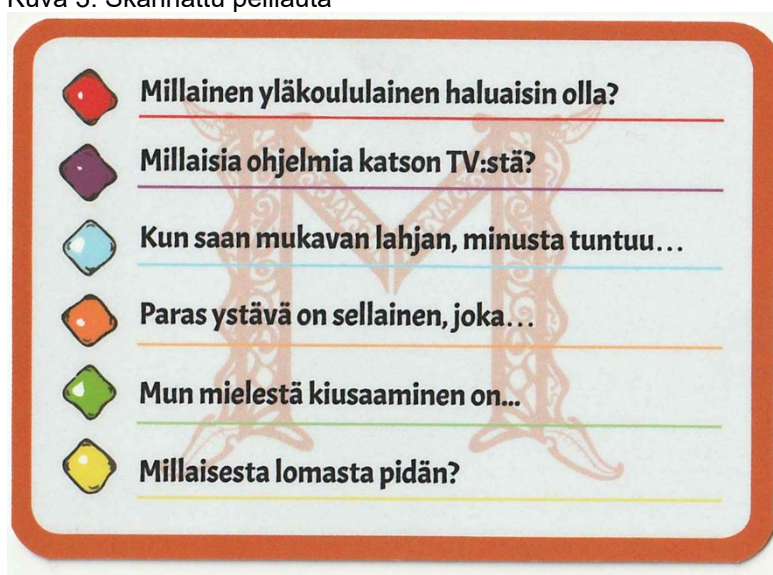 Kuva 3. Skannattu pelilauta
Millainen yläkoululainen haluaisin olla?
Millaisia ohjelmia katson TV:stä?
Kun saan mukavan lahjan, minusta tuntuu...
Paras ystävä on sellainen, joka...
Mun mielestä kiusaaminen on...
Millaisesta lomasta pidän?
M